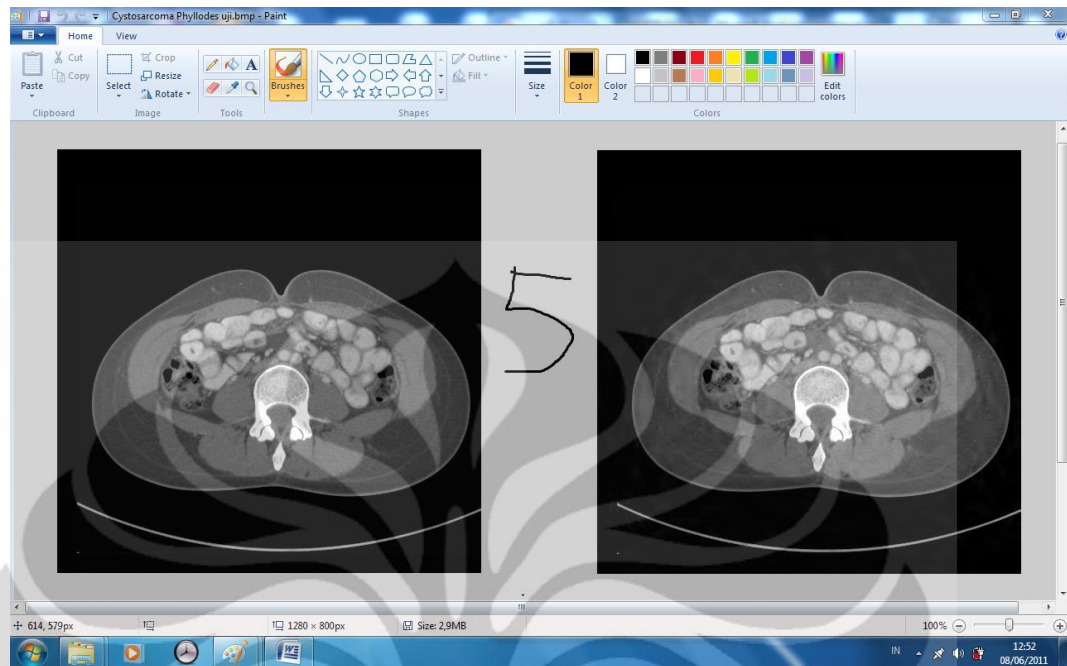 Cystosarcoma Phyllodes uji.bmp - Paint
Home View
Paste
Cut
Copy
Clipboard
Select
Crop
Resize
Rotate
Image
A
Tools
Brushes
Outline
Fill
Shapes
Size
Color 1
Color 2
Edit colors
Colors
5
614, 579px
1280 × 800px
Size: 2,9MB
100%
IN
12:52
08/06/2011